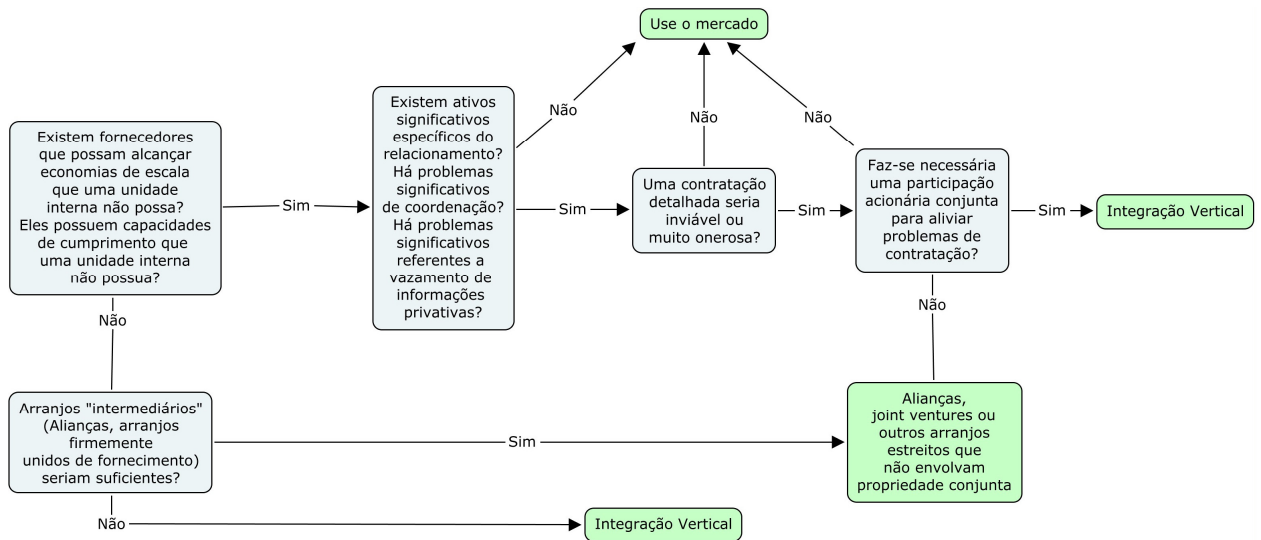 Use o mercado
Não
Não
Não
Existem fornecedores
que possam alcançar
economias de escala
que uma unidade
interna não possa?
Eles possuem capacidades
de cumprimento que
uma unidade interna
não possua?
Sim
Existem ativos
significativos
específicos do
relacionamento?
Há problemas
significativos
de coordenação?
Há problemas
significativos
referentes a
vazamento de
informações
privativas?
Sim
Uma contratação
detalhada seria
inviável ou
muito onerosa?
Sim
Faz-se necessária
uma participação
acionária conjunta
para aliviar
problemas de
contratação?
Sim
Integração Vertical
Não
Não
Arranjos "intermediários"
(Alianças, arranjos
firmemente
unidos de fornecimento)
seriam suficientes?
Sim
Alianças,
joint ventures ou
outros arranjos
estreitos que
não envolvam
propriedade conjunta
Não
Integração Vertical